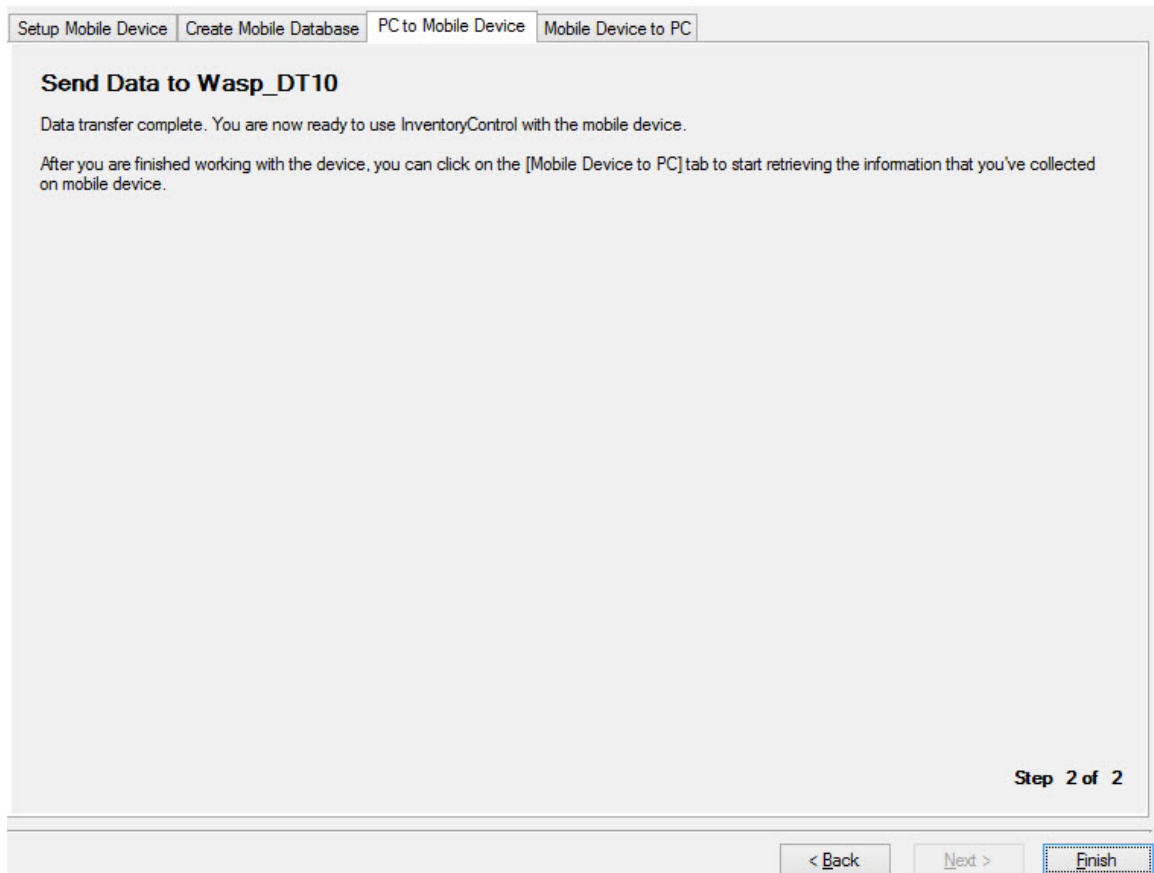 Setup Mobile Device Create Mobile Database PC to Mobile Device Mobile Device to PC
Send Data to Wasp_DT10
Data transfer complete. You are now ready to use InventoryControl with the mobile device.
After you are finished working with the device, you can click on the [Mobile Device to PC] tab to start retrieving the information that you've collected
on mobile device.
Step 2 of 2
< Back Next > Finish